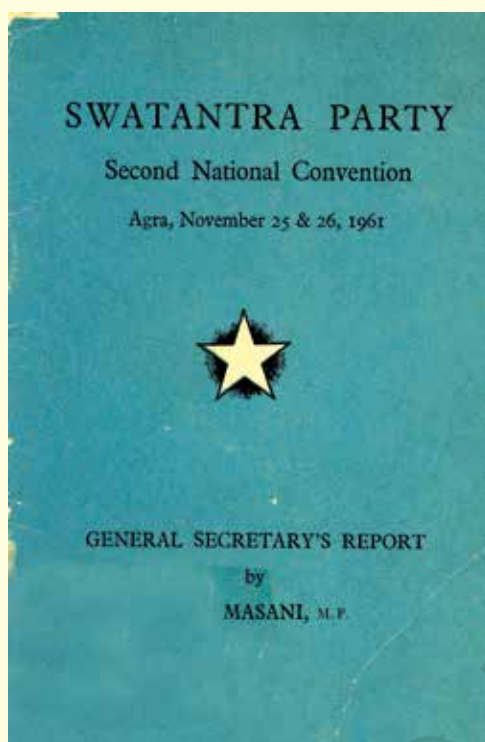 SWATANTRA PARTY
Second National Convention
Agra, November 25 & 26, 1961
GENERAL SECRETARY'S REPORT
by
MASANI, M. P.